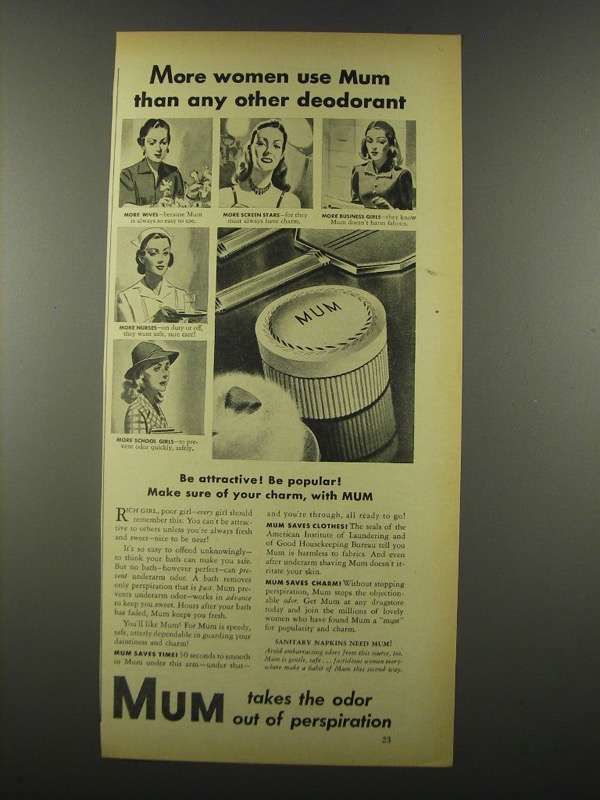 More women use Mum
than any other deodorant
MORE WIVES—because Mum
is always so easy to use.
MORE SCREEN STARS—for they
must always have charm.
MORE BUSINESS GIRLS—they know
Mum doesn't harm fabrics.
MORE NURSES—on duty or off,
they want safe, sure care!
MORE SCHOOL GIRLS—to pre-
vent odor quickly, safely.
MUM
Be attractive! Be popular!
Make sure of your charm, with MUM
RICH GIRL, poor girl—every girl should
remember this: You can't be attrac-
tive to others unless you're always fresh
and sweet—nice to be near!
It's so easy to offend unknowingly—
to think your bath can make you safe.
But no bath—however perfect—can pre-
vent underarm odor. A bath removes
only perspiration that is past. Mum pre-
vents underarm odor—works in advance
to keep you sweet. Hours after your bath
has faded, Mum keeps you fresh.
You'll like Mum! For Mum is speedy,
safe, utterly dependable in guarding your
daintiness and charm!
MUM SAVES TIME! 30 seconds to smooth
in Mum under this arm—under that—
and you're through, all ready to go!
MUM SAVES CLOTHES! The seals of the
American Institute of Laundering and
of Good Housekeeping Bureau tell you
Mum is harmless to fabrics. And even
after underarm shaving Mum doesn't ir-
ritate your skin.
MUM SAVES CHARM! Without stopping
perspiration, Mum stops the objection-
able odor. Get Mum at any drugstore
today and join the millions of lovely
women who have found Mum a "must"
for popularity and charm.
SANITARY NAPKINS NEED MUM!
Avoid embarrassing odors from this source, too.
Mum is gentle, safe... fastidious women every-
where make a habit of Mum this second way.
MUM
takes the odor
out of perspiration
23